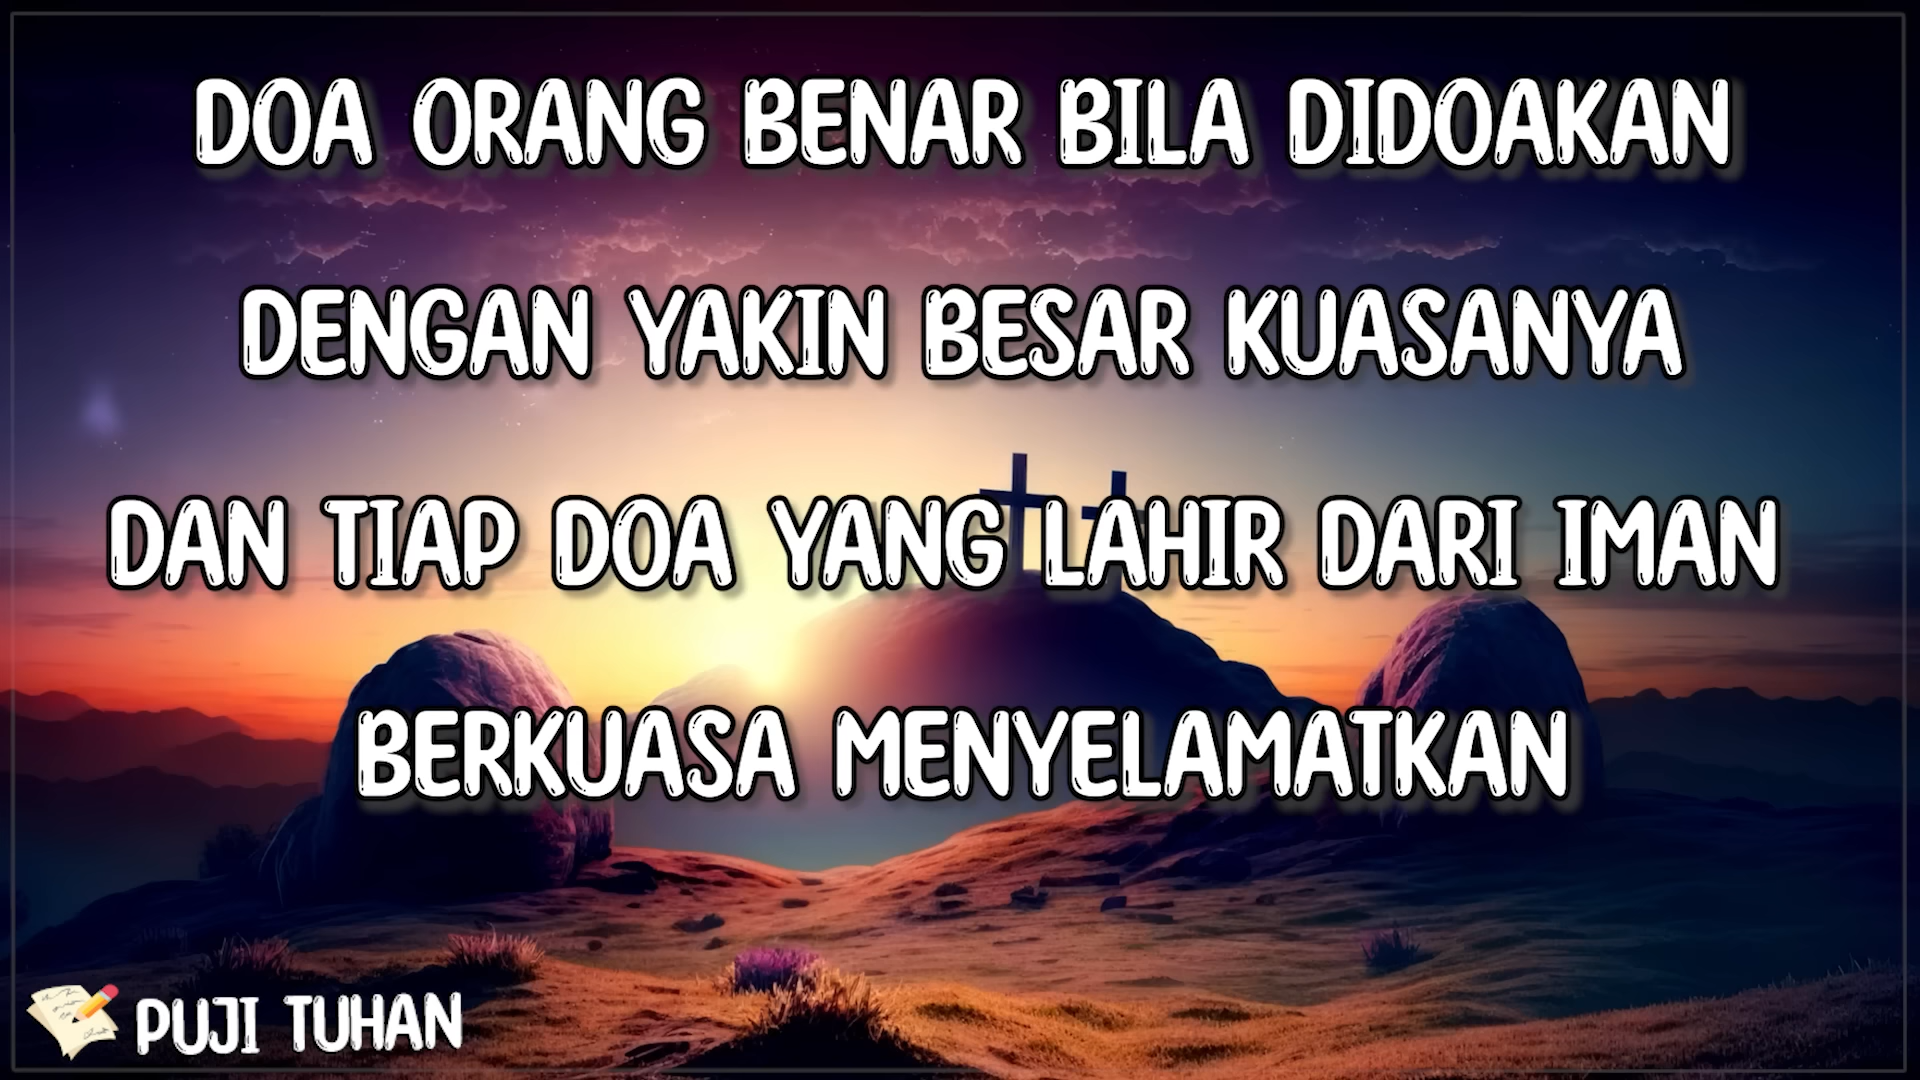 DOA ORANG BENAR BILA DIDOAKAN
DENGAN YAKIN BESAR KUASANYA
DAN TIAP DOA YANG LAHIR DARI IMAN
BERKUASA MENYELAMATKAN
PUJI TUHAN